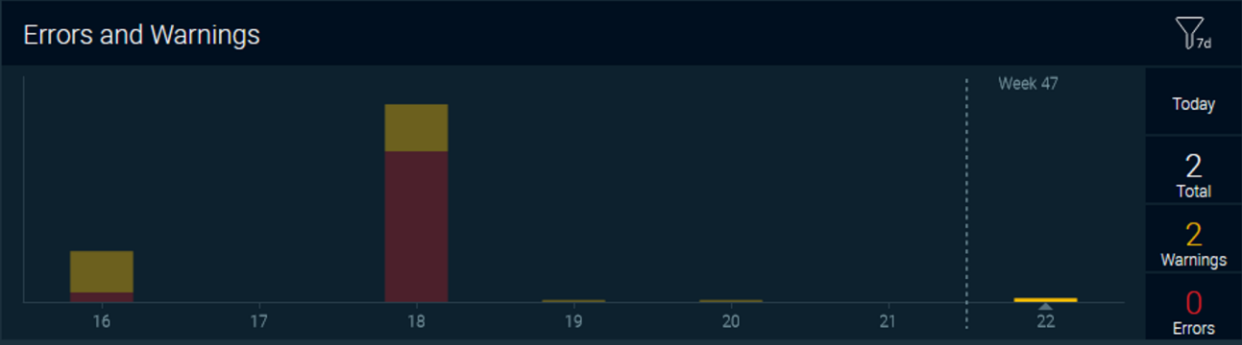 Errors and Warnings
7d
Week 47
Today
2
Total
2
Warnings
0
Errors
16 17 18 19 20 21 22